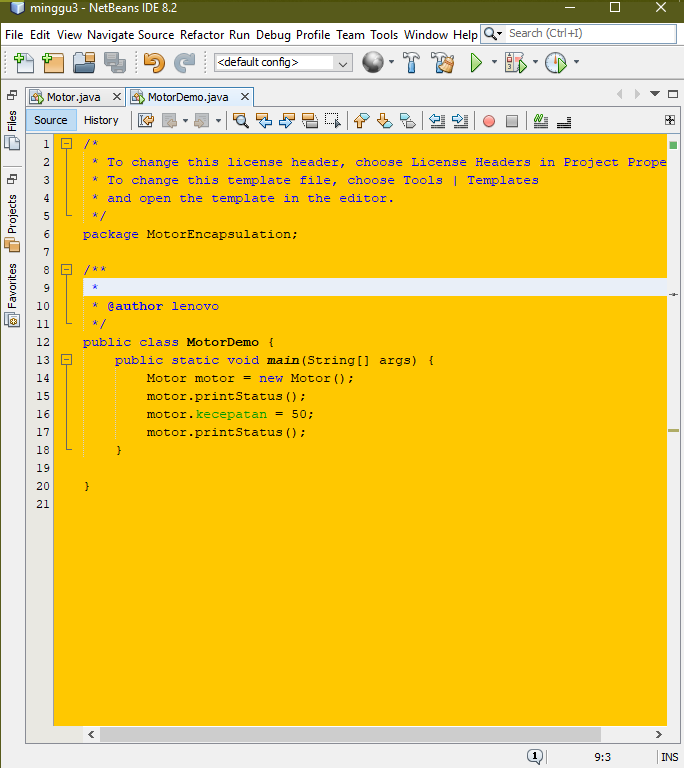 minggu3 - NetBeans IDE 8.2
File Edit View Navigate Source Refactor Run Debug Profile Team Tools Window Help Search (Ctrl+I)
<default config>
Motor.java MotorDemo.java
Source History
Files
Projects
Favorites
1 /*
2 * To change this license header, choose License Headers in Project Prope
3 * To change this template file, choose Tools | Templates
4 * and open the template in the editor.
5 */
6 package MotorEncapsulation;
7
8 /**
9 *
10 * @author lenovo
11 */
12 public class MotorDemo {
13 public static void main(String[] args) {
14 Motor motor = new Motor();
15 motor.printStatus();
16 motor.kecepatan = 50;
17 motor.printStatus();
18 }
19
20 }
21
1 9:3 INS